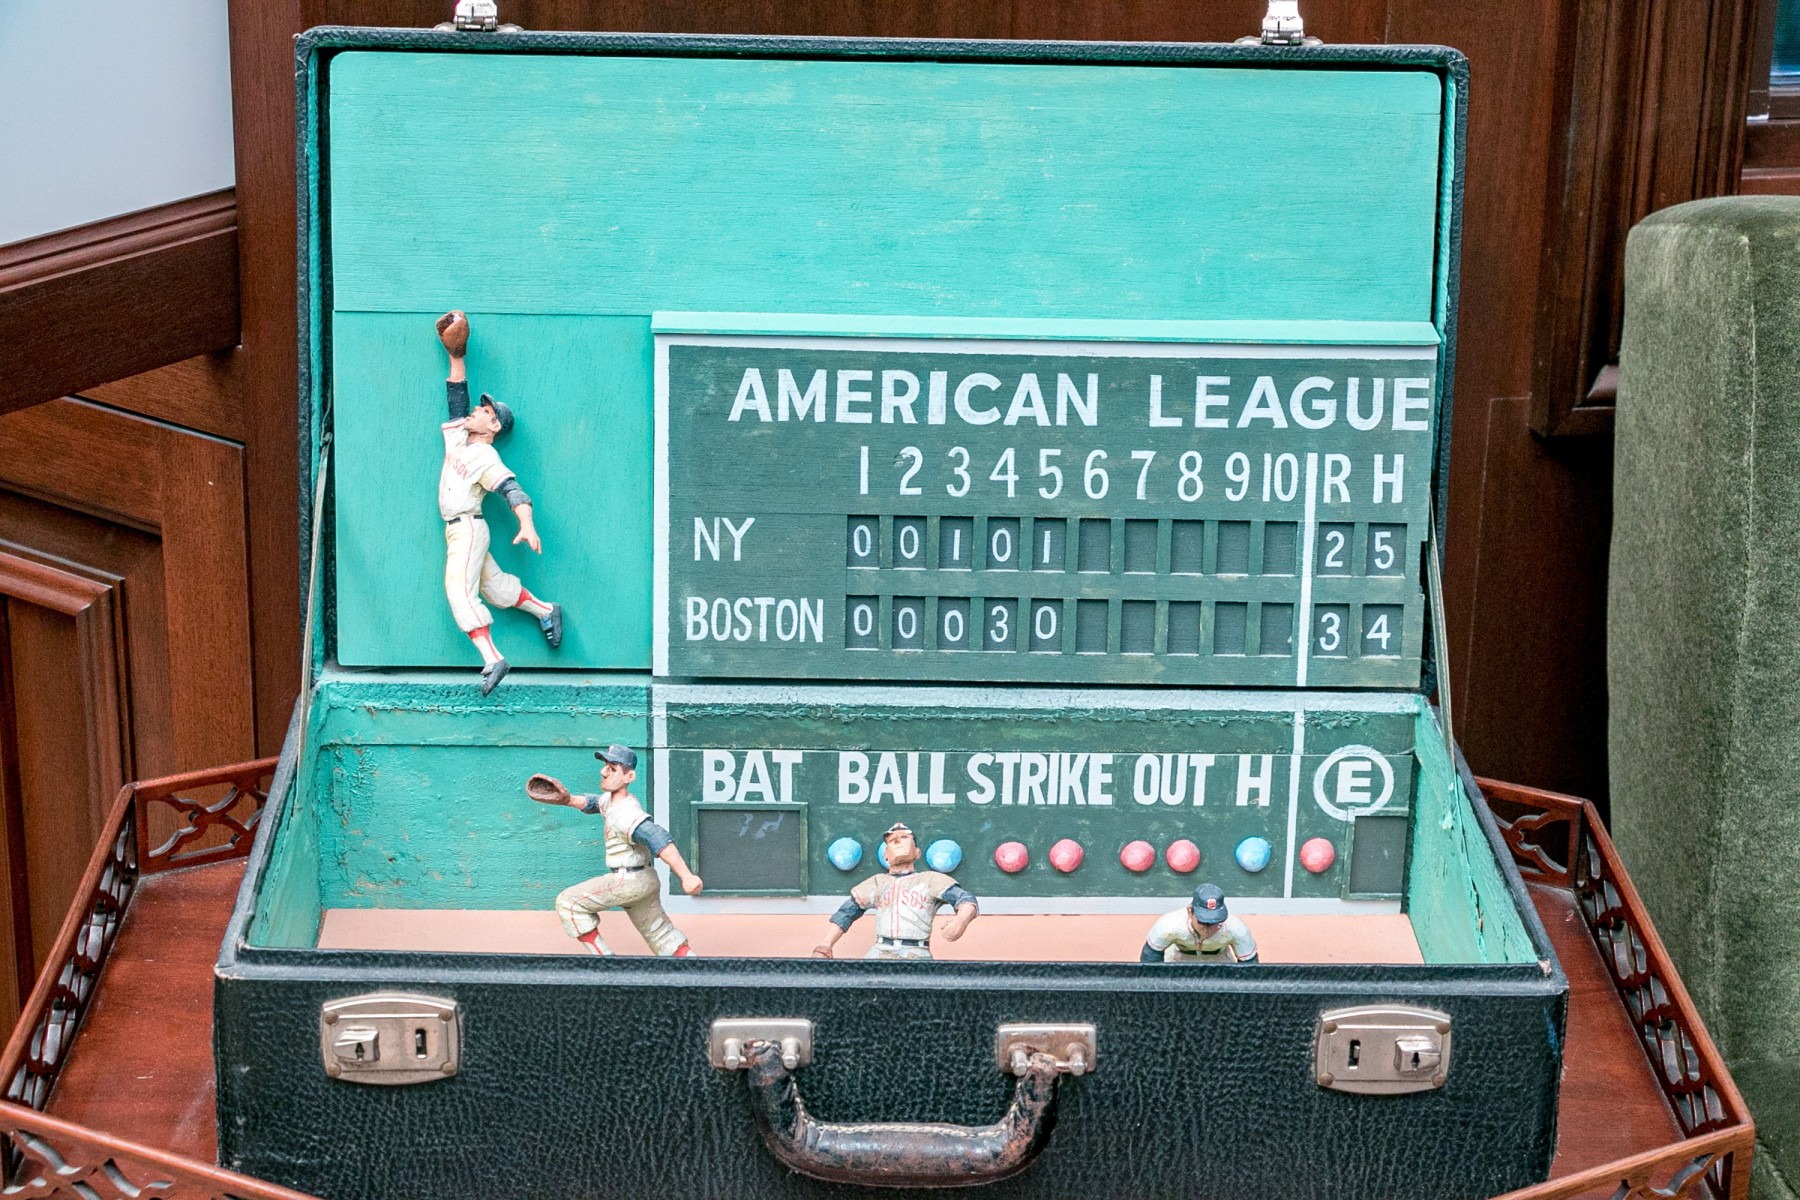 AMERICAN LEAGUE
1 2 3 4 5 6 7 8 9 10 R H
NY 0 0 1 0 1 2 5
BOSTON 0 0 0 3 0 3 4
BAT BALL STRIKE OUT H E